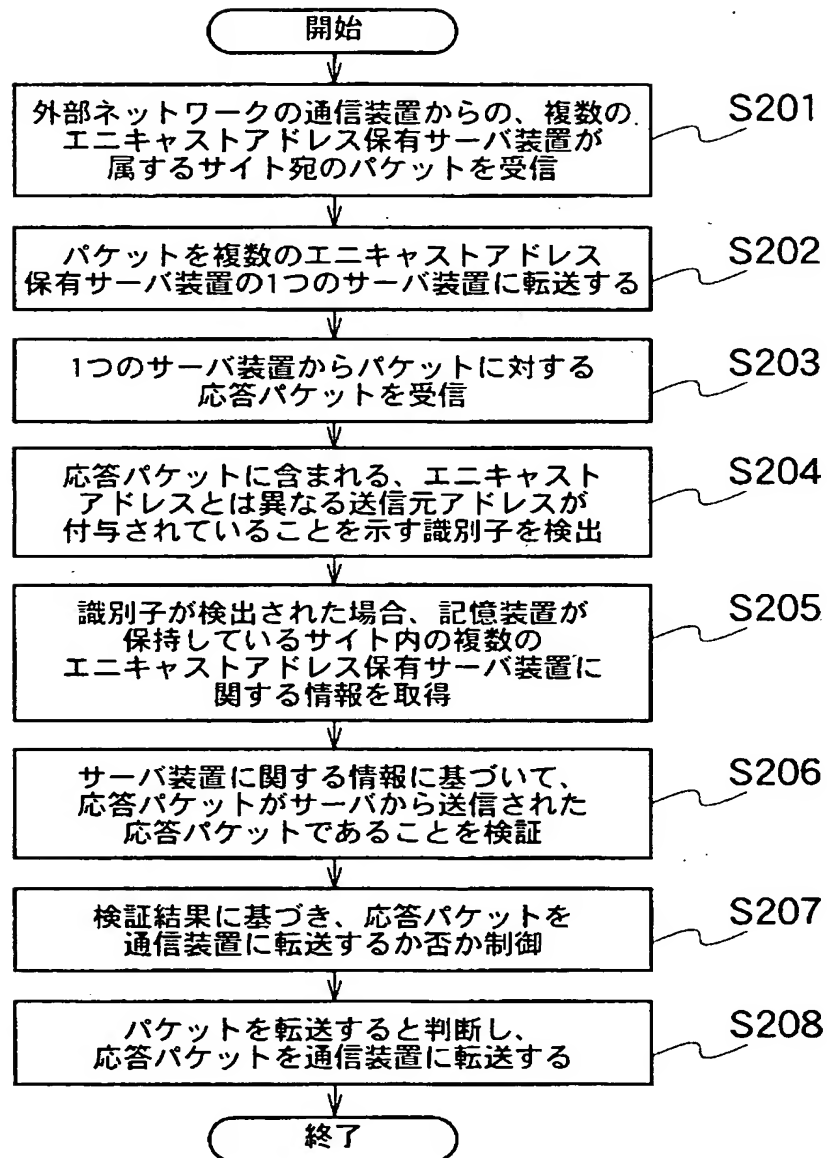 開始
外部ネットワークの通信装置からの、複数の
エニキャストアドレス保有サーバ装置が
属するサイト宛のパケットを受信
S201
パケットを複数のエニキャストアドレス
保有サーバ装置の1つのサーバ装置に転送する
S202
1つのサーバ装置からパケットに対する
応答パケットを受信
S203
応答パケットに含まれる、エニキャスト
アドレスとは異なる送信元アドレスが
付与されていることを示す識別子を検出
S204
識別子が検出された場合、記憶装置が
保持しているサイト内の複数の
エニキャストアドレス保有サーバ装置に
関する情報を取得
S205
サーバ装置に関する情報に基づいて、
応答パケットがサーバから送信された
応答パケットであることを検証
S206
検証結果に基づき、応答パケットを
通信装置に転送するか否か制御
S207
パケットを転送すると判断し、
応答パケットを通信装置に転送する
S208
終了